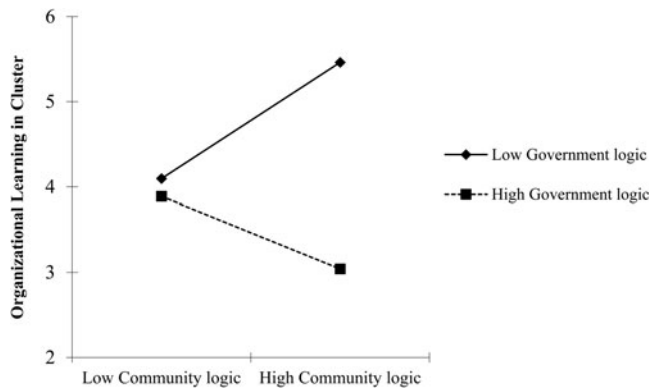 Organizational Learning in Cluster
6
5
4
3
2
Low Community logic
High Community logic
Low Government logic
High Government logic